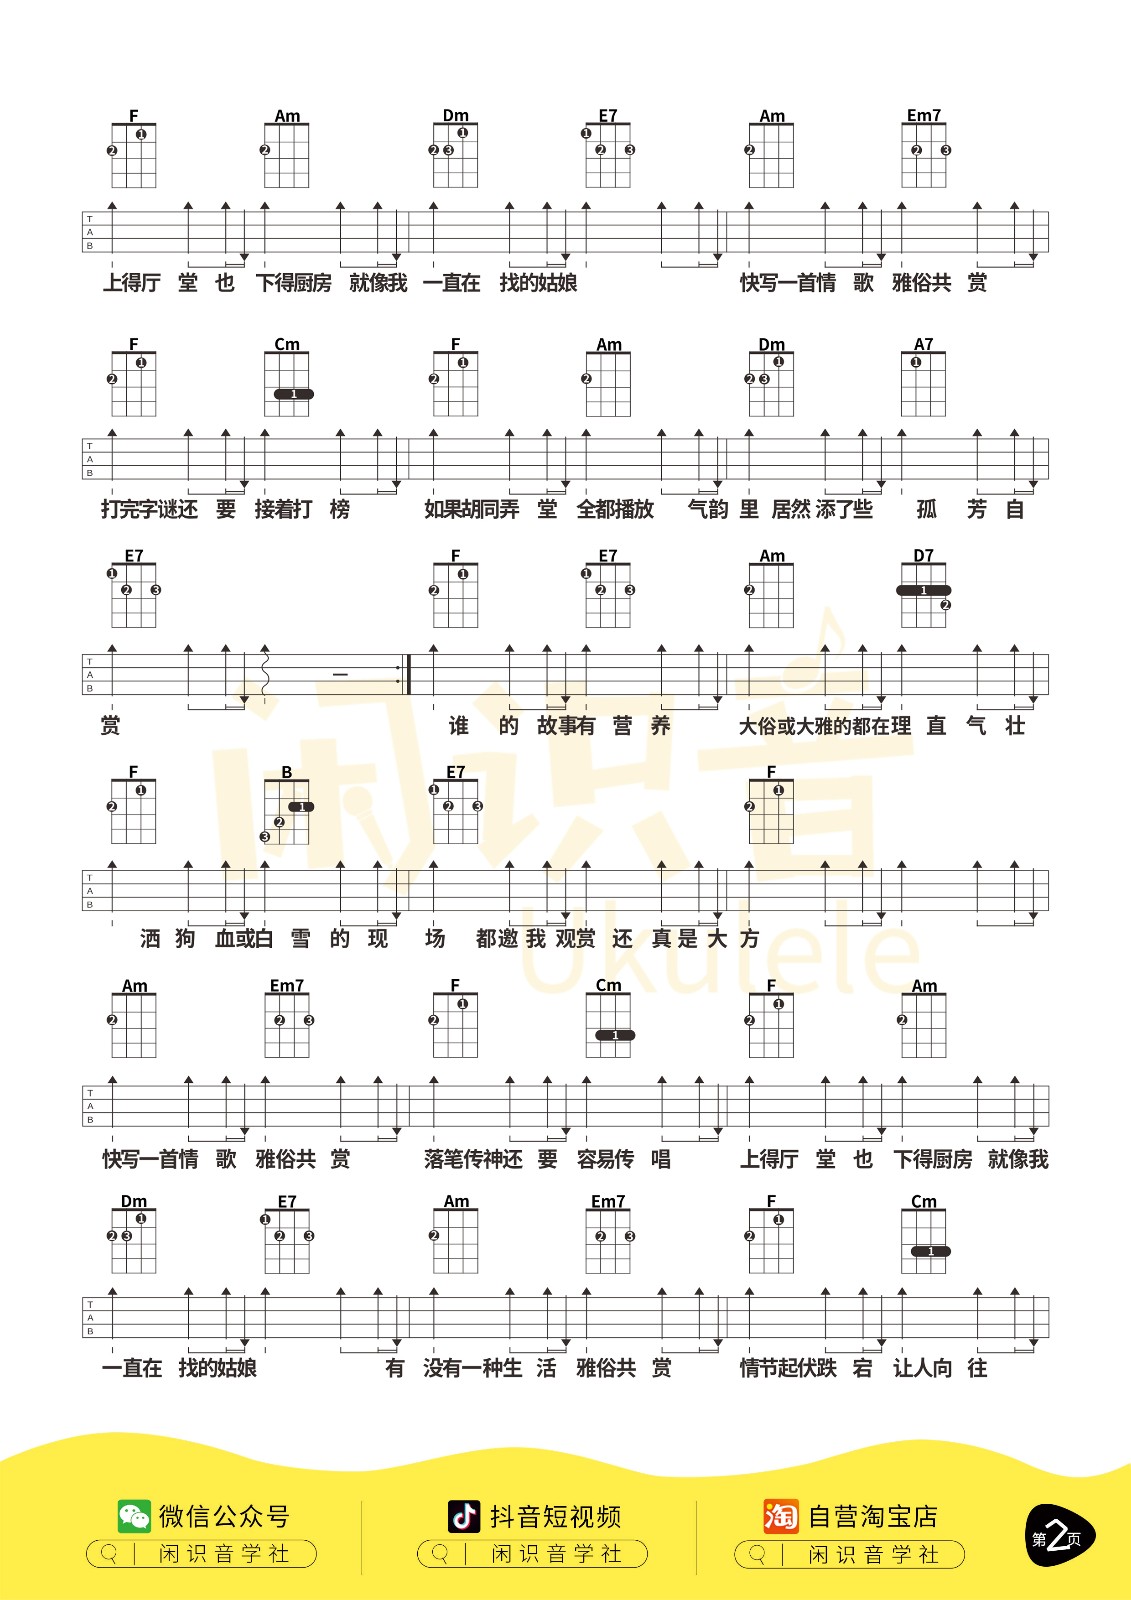 F Am Dm E7 Am Em7
上得厅 堂 也 下得厨房 就像我 一直在 找的姑娘 快写一首情 歌 雅俗共 赏
F Cm F Am Dm A7
打完字谜还 要 接着打 榜 如果胡同弄 堂 全都播放 气韵 里 居然 添了些 孤 芳 自
E7 F E7 Am D7
赏 谁 的 故事有 营 养 大俗或大雅的都在理 直 气 壮
F B E7 F
洒 狗 血或白 雪 的 现 场 都邀 我 观赏 还 真是 大 方
Am Em7 F Cm F Am
快写一首情 歌 雅俗共 赏 落笔传神还 要 容易传 唱 上得厅 堂 也 下得厨房 就像我
Dm E7 Am Em7 F Cm
一直在 找的姑娘 有 没有一种生 活 雅俗共 赏 情节起伏跌 宕 让人向 往
闲识音
Ukulele
微信公众号 抖音短视频 自营淘宝店
闲识音学社 闲识音学社 闲识音学社
第2页